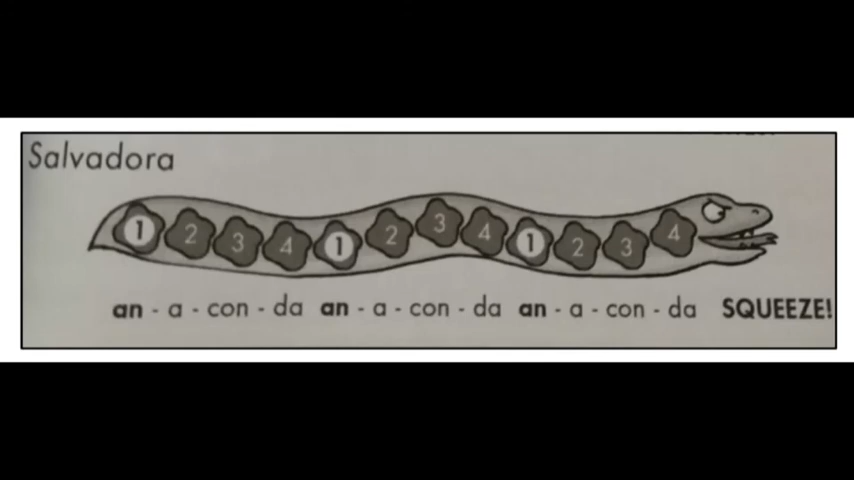 Salvadora
1 2 3 4 1 2 3 4 1 2 3 4
an - a - con - da an - a - con - da an - a - con - da SQUEEZE!